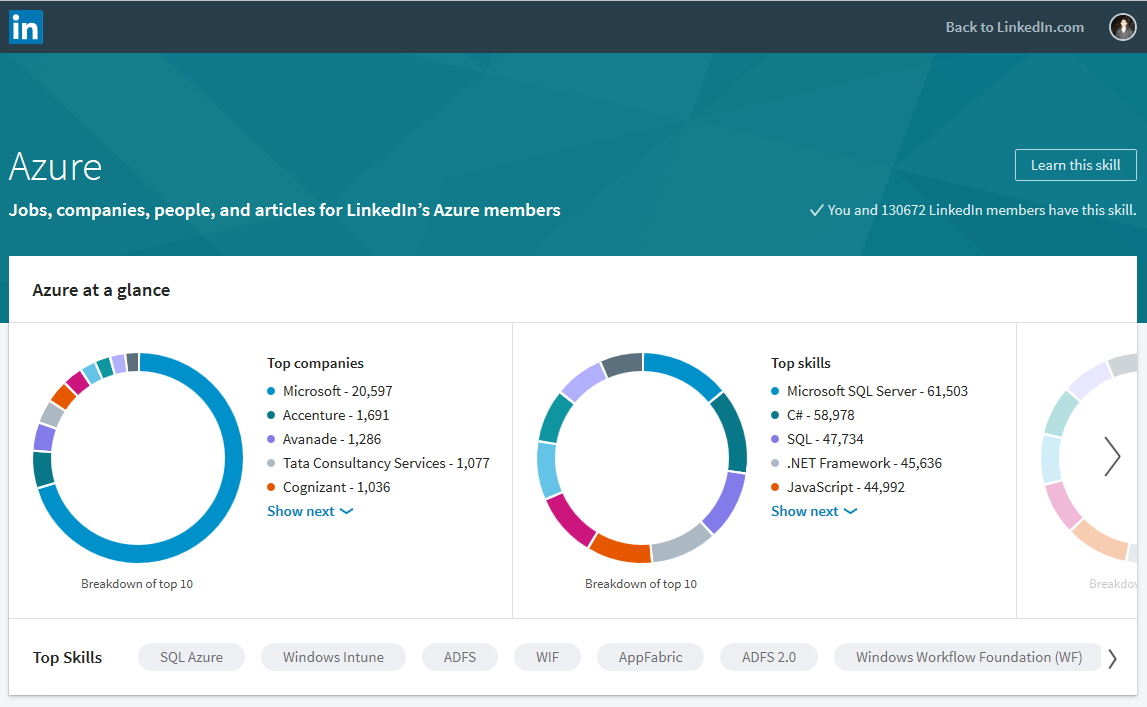 in
Back to LinkedIn.com
Azure
Learn this skill
Jobs, companies, people, and articles for LinkedIn’s Azure members
You and 130672 LinkedIn members have this skill.
Azure at a glance
Top companies
Microsoft - 20,597
Accenture - 1,691
Avanade - 1,286
Tata Consultancy Services - 1,077
Cognizant - 1,036
Show next
Breakdown of top 10
Top skills
Microsoft SQL Server - 61,503
C# - 58,978
SQL - 47,734
.NET Framework - 45,636
JavaScript - 44,992
Show next
Breakdown of top 10
Top Skills
SQL Azure
Windows Intune
ADFS
WIF
AppFabric
ADFS 2.0
Windows Workflow Foundation (WF)